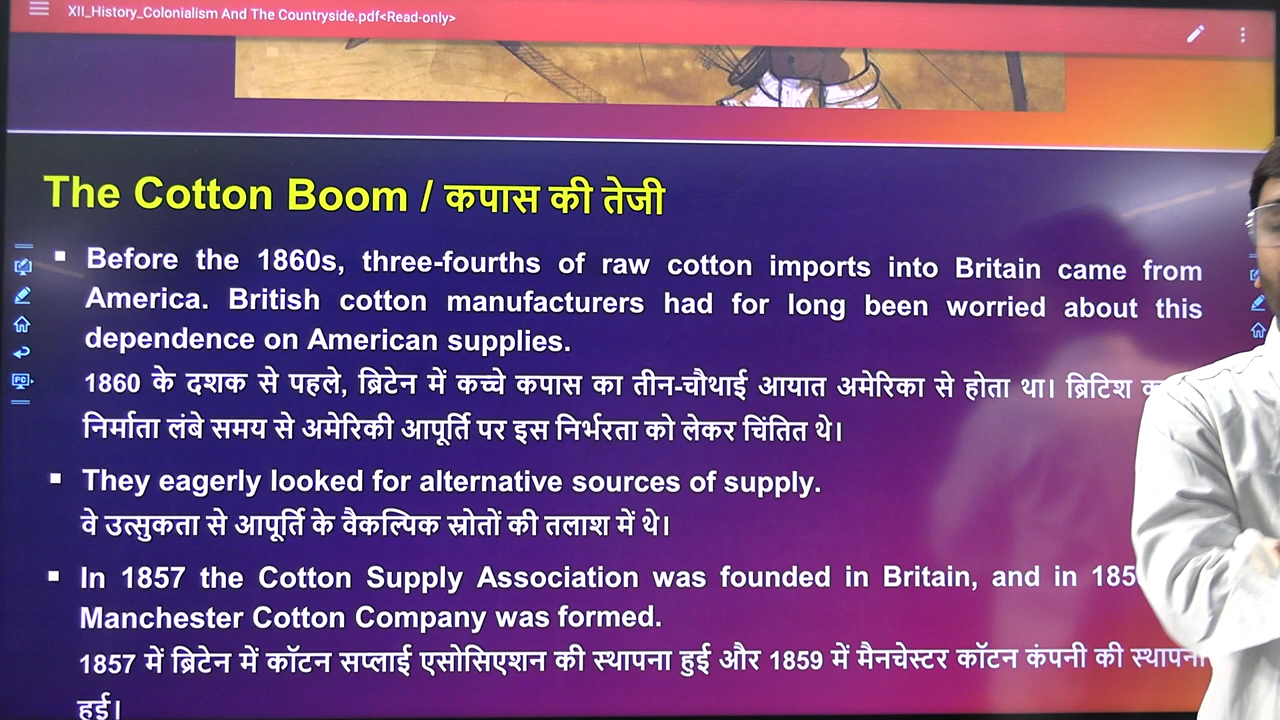 XII_History_Colonialism And The Countryside.pdf<Read-only>
The Cotton Boom / कपास की तेजी
▪ Before the 1860s, three-fourths of raw cotton imports into Britain came from
America. British cotton manufacturers had for long been worried about this
dependence on American supplies.
1860 के दशक से पहले, ब्रिटेन में कच्चे कपास का तीन-चौथाई आयात अमेरिका से होता था। ब्रिटिश
निर्माता लंबे समय से अमेरिकी आपूर्ति पर इस निर्भरता को लेकर चिंतित थे।
▪ They eagerly looked for alternative sources of supply.
वे उत्सुकता से आपूर्ति के वैकल्पिक स्रोतों की तलाश में थे।
▪ In 1857 the Cotton Supply Association was founded in Britain, and in
Manchester Cotton Company was formed.
1857 में ब्रिटेन में कॉटन सप्लाई एसोसिएशन की स्थापना हुई और 1859 में मैनचेस्टर कॉटन कंपनी की स्थापना
हुई।
PC